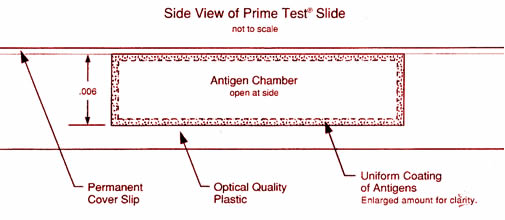 Side View of Prime Test® Slide
not to scale
Antigen Chamber
open at side
.006
Permanent
Cover Slip
Optical Quality
Plastic
Uniform Coating
of Antigens
Enlarged amount for clarity.